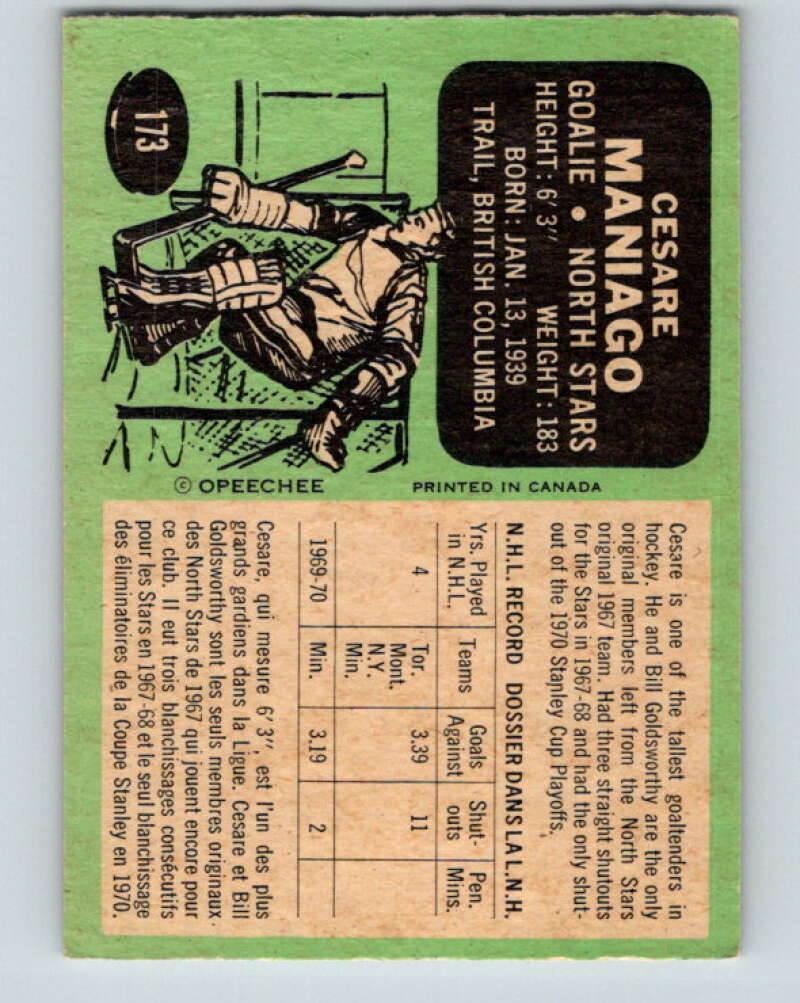 173
CESARE
MANIAGO
GOALIE • NORTH STARS
HEIGHT: 6' 3" WEIGHT: 183
BORN: JAN. 13, 1939
TRAIL, BRITISH COLUMBIA
© OPEECHEE
PRINTED IN CANADA
Cesare is one of the tallest goaltenders in
hockey. He and Bill Goldsworthy are the only
original members left from the North Stars
original 1967 team. Had three straight shutouts
for the Stars in 1967-68 and had the only shut-
out of the 1970 Stanley Cup Playoffs.
N.H.L. RECORD DOSSIER DANS LA L.N.H.
Yrs. Played Teams Goals Shut- Pen.
in N.H.L. Against outs Mins.
4 Tor. 3.39 11
Mont.
N.Y.
Min.
1969-70 Min. 3.19 2
Cesare, qui mesure 6' 3", est l'un des plus
grands gardiens dans la Ligue. Cesare et Bill
Goldsworthy sont les seuls membres originaux
des North Stars de 1967 qui jouent encore pour
ce club. Il eut trois blanchissages consécutifs
pour les Stars en 1967-68 et le seul blanchissage
des éliminatoires de la Coupe Stanley en 1970.